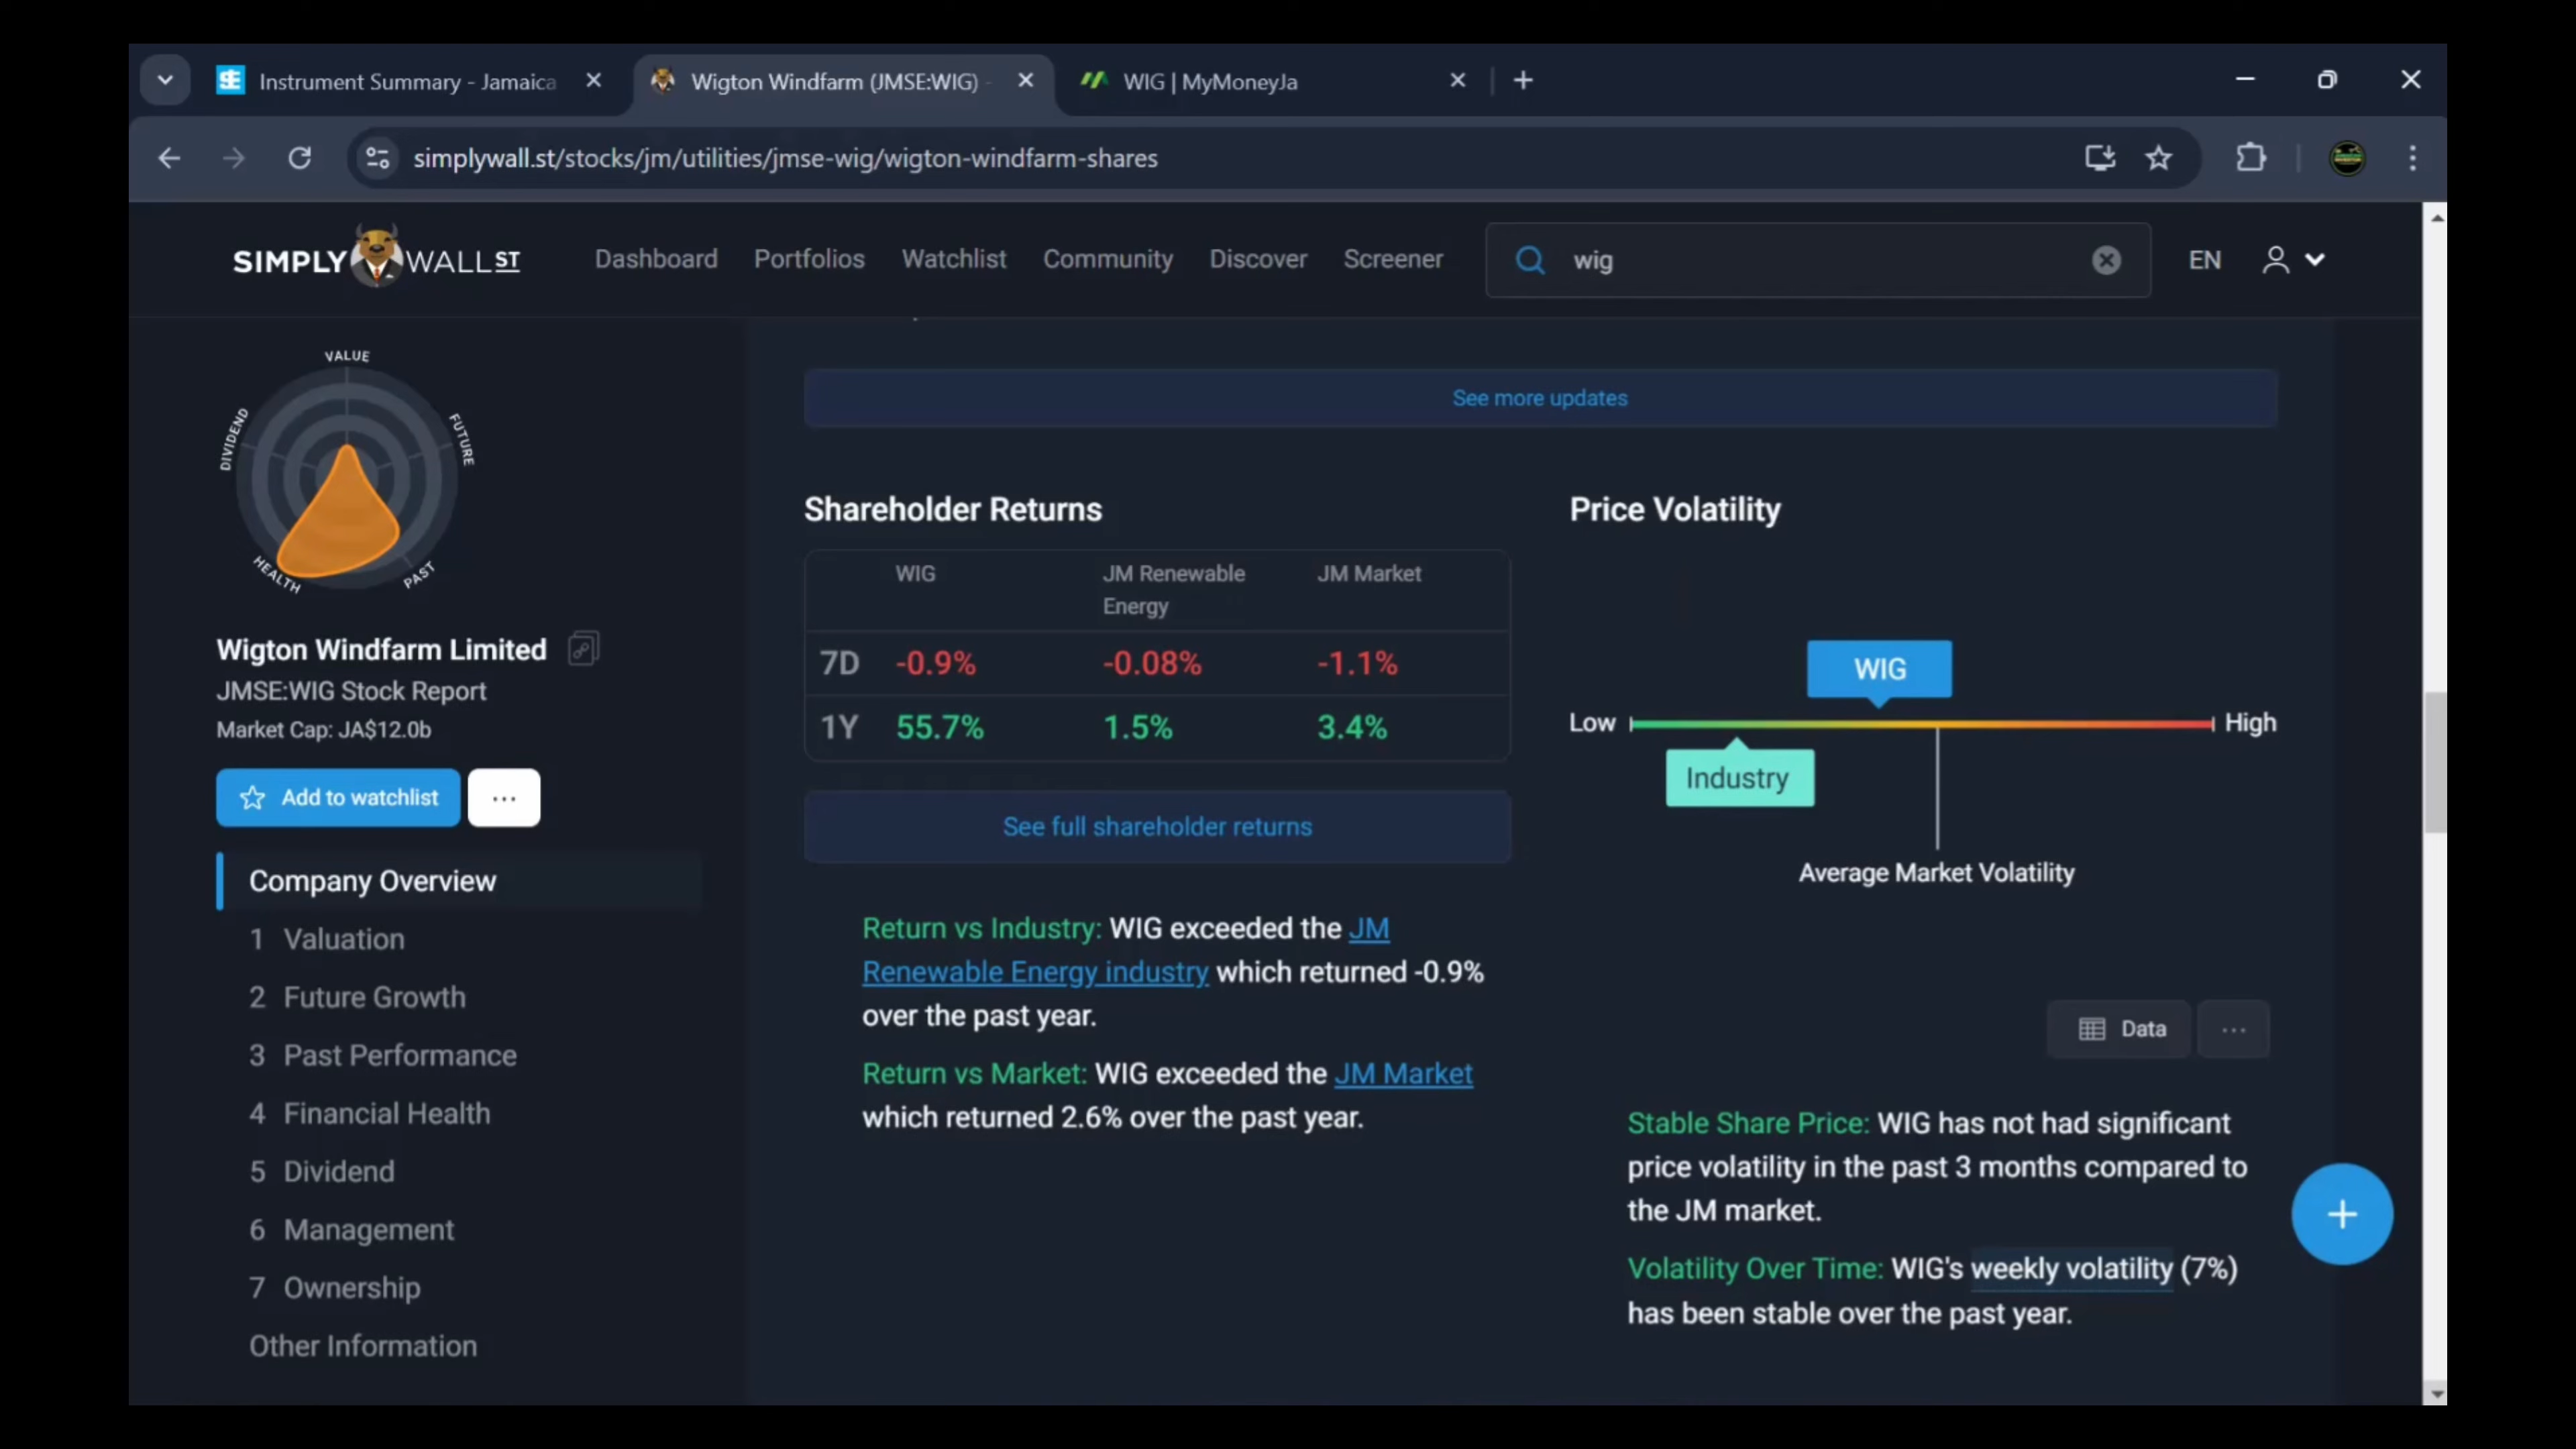 Instrument Summary - Jamaica
Wigton Windfarm (JMSE:WIG) -
WIG | MyMoneyJa
simplywall.st/stocks/jm/utilities/jmse-wig/wigton-windfarm-shares
SIMPLY WALL ST
Dashboard
Portfolios
Watchlist
Community
Discover
Screener
wig
EN
VALUE
FUTURE
PAST
HEALTH
DIVIDEND
Wigton Windfarm Limited
JMSE:WIG Stock Report
Market Cap: JA$12.0b
Add to watchlist
...
Company Overview
1 Valuation
2 Future Growth
3 Past Performance
4 Financial Health
5 Dividend
6 Management
7 Ownership
Other Information
See more updates
Shareholder Returns
WIG JM Renewable Energy JM Market
7D -0.9% -0.08% -1.1%
1Y 55.7% 1.5% 3.4%
See full shareholder returns
Return vs Industry: WIG exceeded the JM
Renewable Energy industry which returned -0.9%
over the past year.
Return vs Market: WIG exceeded the JM Market
which returned 2.6% over the past year.
Price Volatility
WIG
Low High
Industry
Average Market Volatility
Data ...
Stable Share Price: WIG has not had significant
price volatility in the past 3 months compared to
the JM market.
Volatility Over Time: WIG's weekly volatility (7%)
has been stable over the past year.